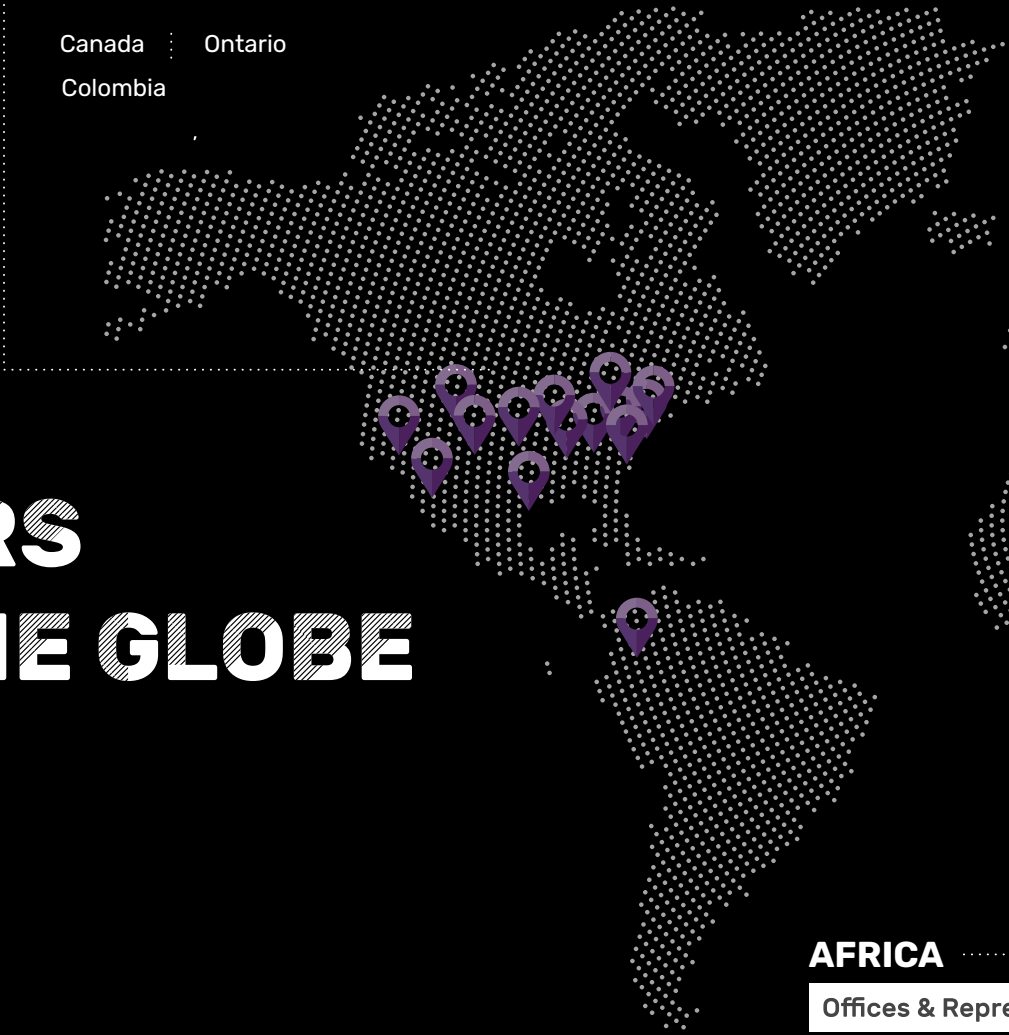 Canada Ontario
Colombia
,
RS
E GLOBE
AFRICA
Offices & Repre